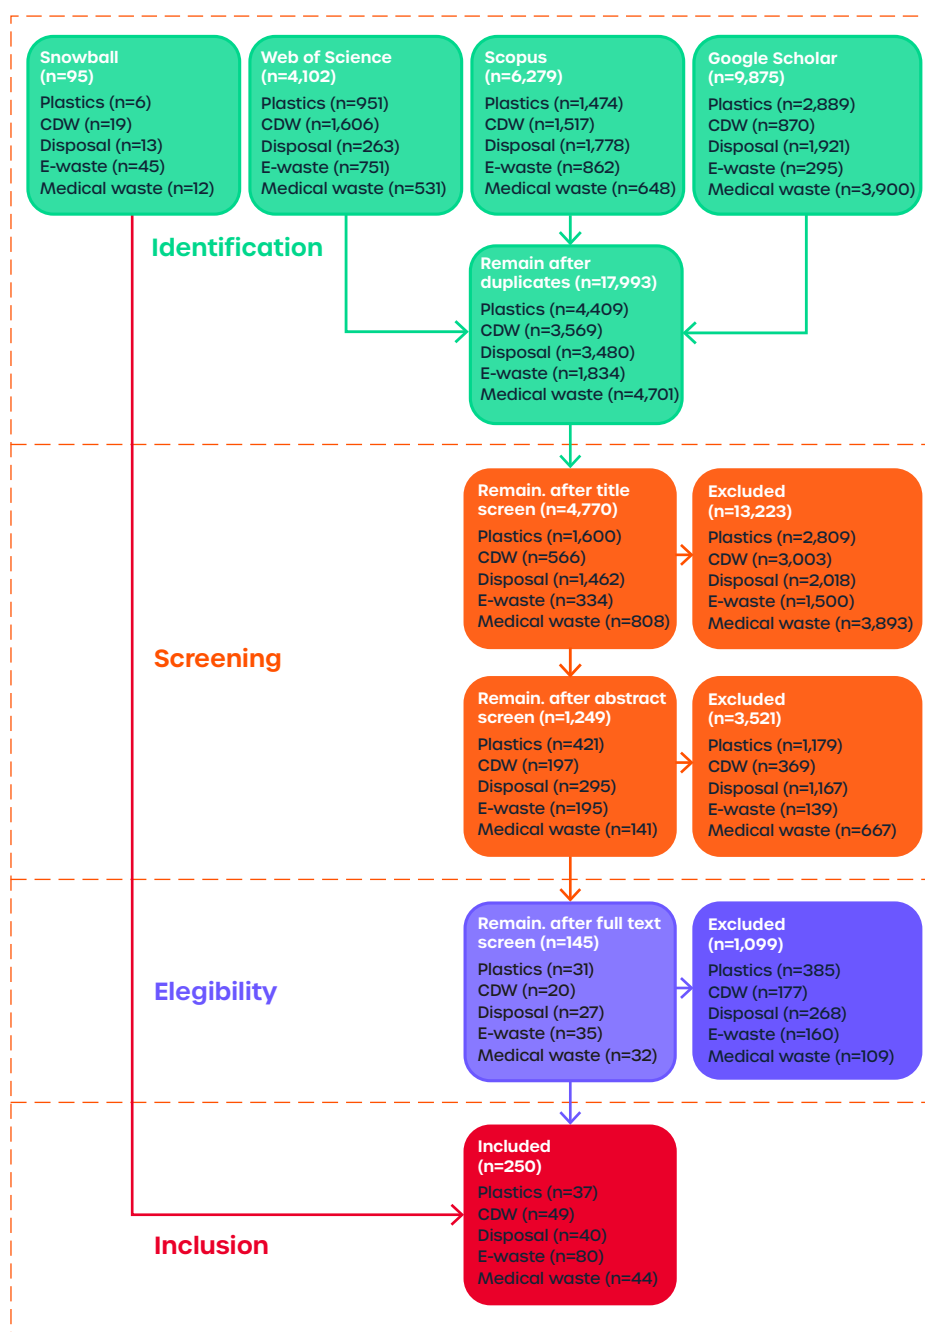 Snowball
(n=95)
Plastics (n=6)
CDW (n=19)
Disposal (n=13)
E-waste (n=45)
Medical waste (n=12)
Web of Science
(n=4,102)
Plastics (n=951)
CDW (n=1,606)
Disposal (n=263)
E-waste (n=751)
Medical waste (n=531)
Scopus
(n=6,279)
Plastics (n=1,474)
CDW (n=1,517)
Disposal (n=1,778)
E-waste (n=862)
Medical waste (n=648)
Google Scholar
(n=9,875)
Plastics (n=2,889)
CDW (n=870)
Disposal (n=1,921)
E-waste (n=295)
Medical waste (n=3,900)
Identification
Remain after
duplicates (n=17,993)
Plastics (n=4,409)
CDW (n=3,569)
Disposal (n=3,480)
E-waste (n=1,834)
Medical waste (n=4,701)
Screening
Remain. after title
screen (n=4,770)
Plastics (n=1,600)
CDW (n=566)
Disposal (n=1,462)
E-waste (n=334)
Medical waste (n=808)
Excluded
(n=13,223)
Plastics (n=2,809)
CDW (n=3,003)
Disposal (n=2,018)
E-waste (n=1,500)
Medical waste (n=3,893)
Remain. after abstract
screen (n=1,249)
Plastics (n=421)
CDW (n=197)
Disposal (n=295)
E-waste (n=195)
Medical waste (n=141)
Excluded
(n=3,521)
Plastics (n=1,179)
CDW (n=369)
Disposal (n=1,167)
E-waste (n=139)
Medical waste (n=667)
Elegibility
Remain. after full text
screen (n=145)
Plastics (n=31)
CDW (n=20)
Disposal (n=27)
E-waste (n=35)
Medical waste (n=32)
Excluded
(n=1,099)
Plastics (n=385)
CDW (n=177)
Disposal (n=268)
E-waste (n=160)
Medical waste (n=109)
Inclusion
Included
(n=250)
Plastics (n=37)
CDW (n=49)
Disposal (n=40)
E-waste (n=80)
Medical waste (n=44)